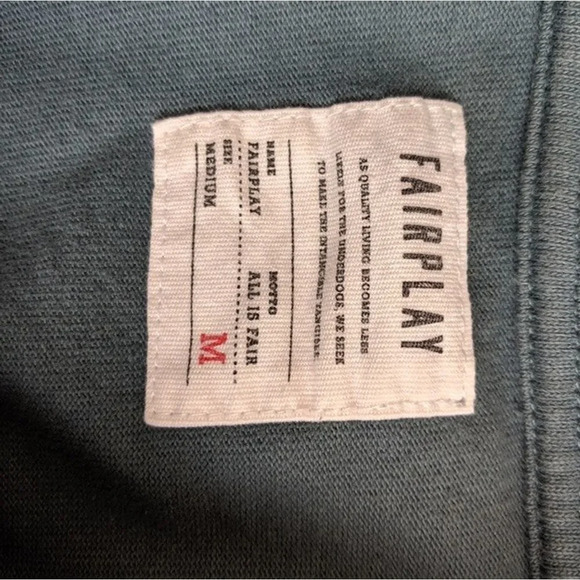 FAIRPLAY
AS QUALITY LIVING BECOMES LESS
LIVEN FOR THE UNDERDOGS, WE SEEK
TO MAKE THE INTANGIBLE TANGIBLE
NAME MOTTO
FAIRPLAY ALL IS FAIR
SIZE
MEDIUM M